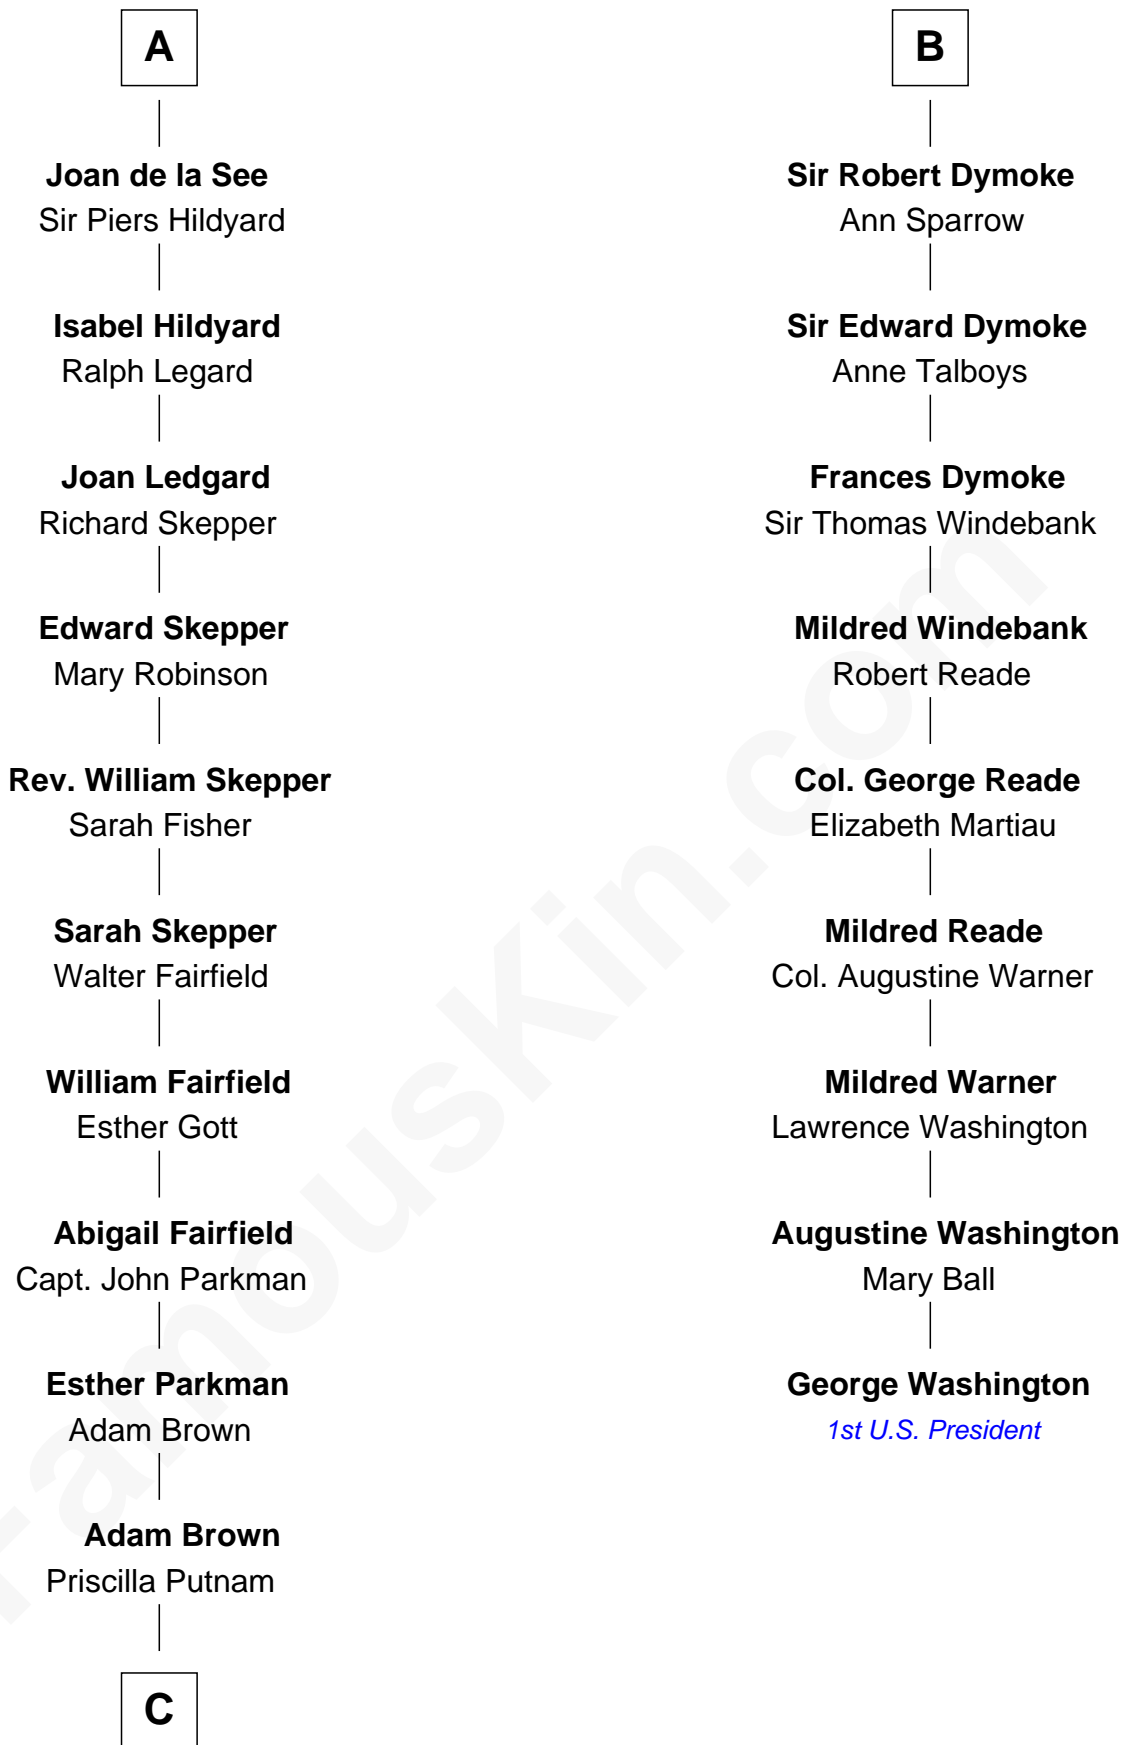 A
Joan de la See
Sir Piers Hildyard
Isabel Hildyard
Ralph Legard
Joan Ledgard
Richard Skepper
Edward Skepper
Mary Robinson
Rev. William Skepper
Sarah Fisher
Sarah Skepper
Walter Fairfield
William Fairfield
Esther Gott
Abigail Fairfield
Capt. John Parkman
Esther Parkman
Adam Brown
Adam Brown
Priscilla Putnam
C
B
Sir Robert Dymoke
Ann Sparrow
Sir Edward Dymoke
Anne Talboys
Frances Dymoke
Sir Thomas Windebank
Mildred Windebank
Robert Reade
Col. George Reade
Elizabeth Martiau
Mildred Reade
Col. Augustine Warner
Mildred Warner
Lawrence Washington
Augustine Washington
Mary Ball
George Washington
1st U.S. President
FamousKin.com